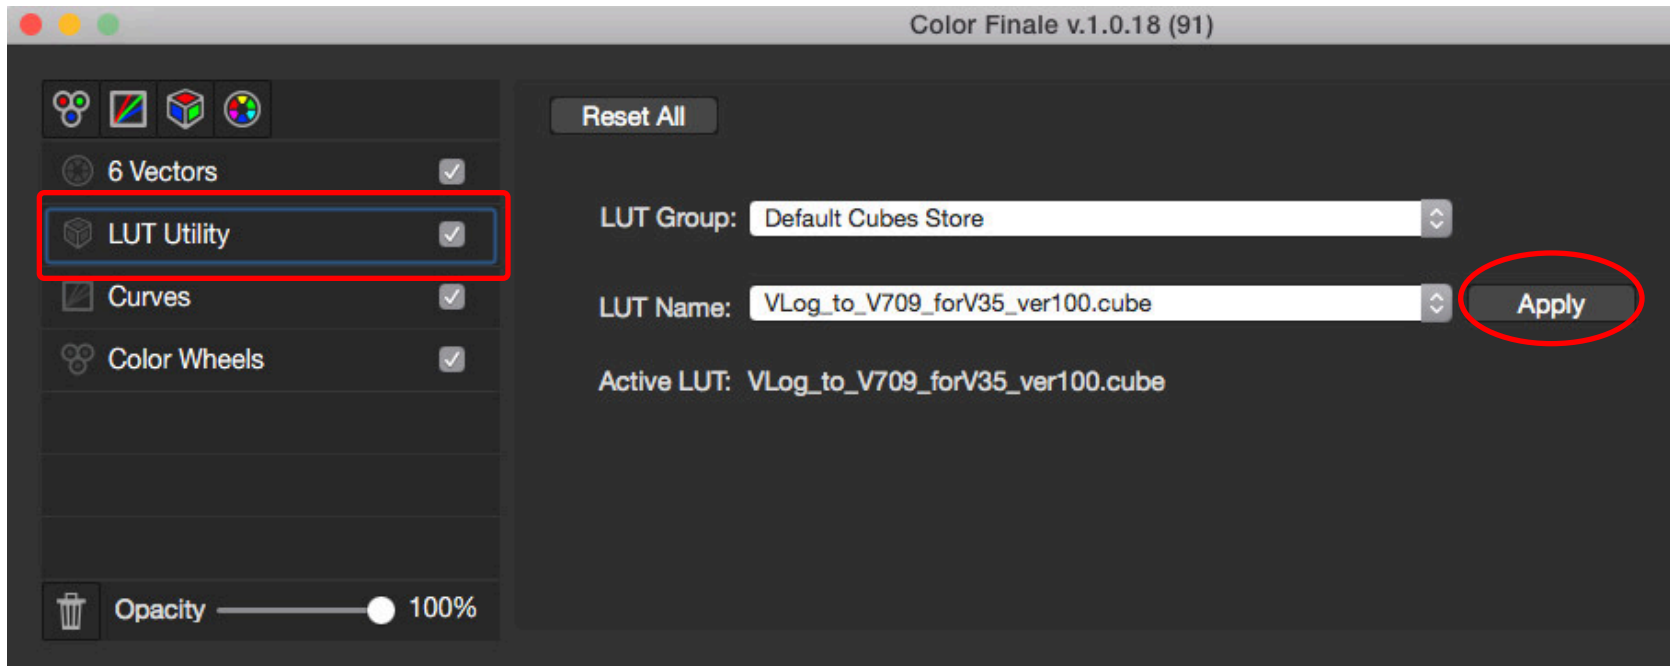 Color Finale v.1.0.18 (91)
Reset All
6 Vectors
LUT Utility
Curves
Color Wheels
LUT Group: Default Cubes Store
LUT Name: VLog_to_V709_forV35_ver100.cube Apply
Active LUT: VLog_to_V709_forV35_ver100.cube
Opacity 100%